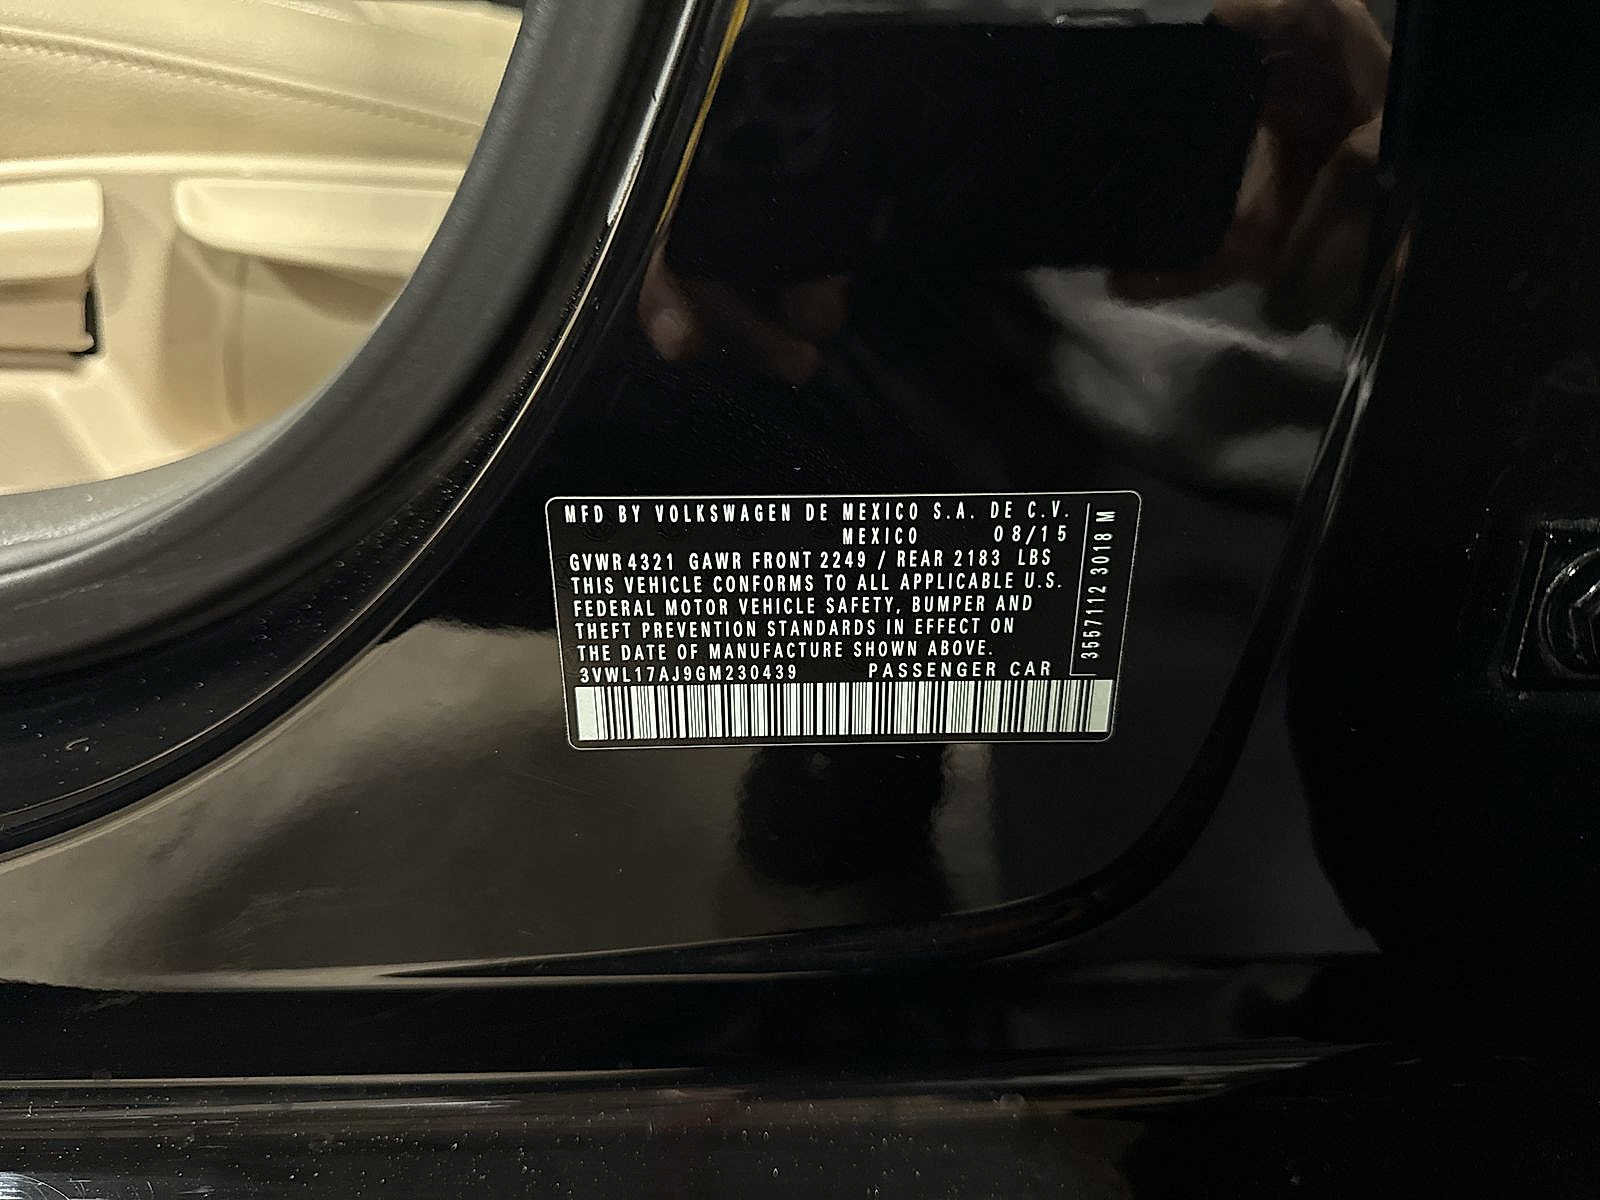 MFD BY VOLKSWAGEN DE MEXICO S.A. DE C.V.
MEXICO 08/15
GVWR 4321 GAWR FRONT 2249 / REAR 2183 LBS
THIS VEHICLE CONFORMS TO ALL APPLICABLE U.S.
FEDERAL MOTOR VEHICLE SAFETY, BUMPER AND
THEFT PREVENTION STANDARDS IN EFFECT ON
THE DATE OF MANUFACTURE SHOWN ABOVE.
3VWL17AJ9GM230439 PASSENGER CAR
3557112 3018 M